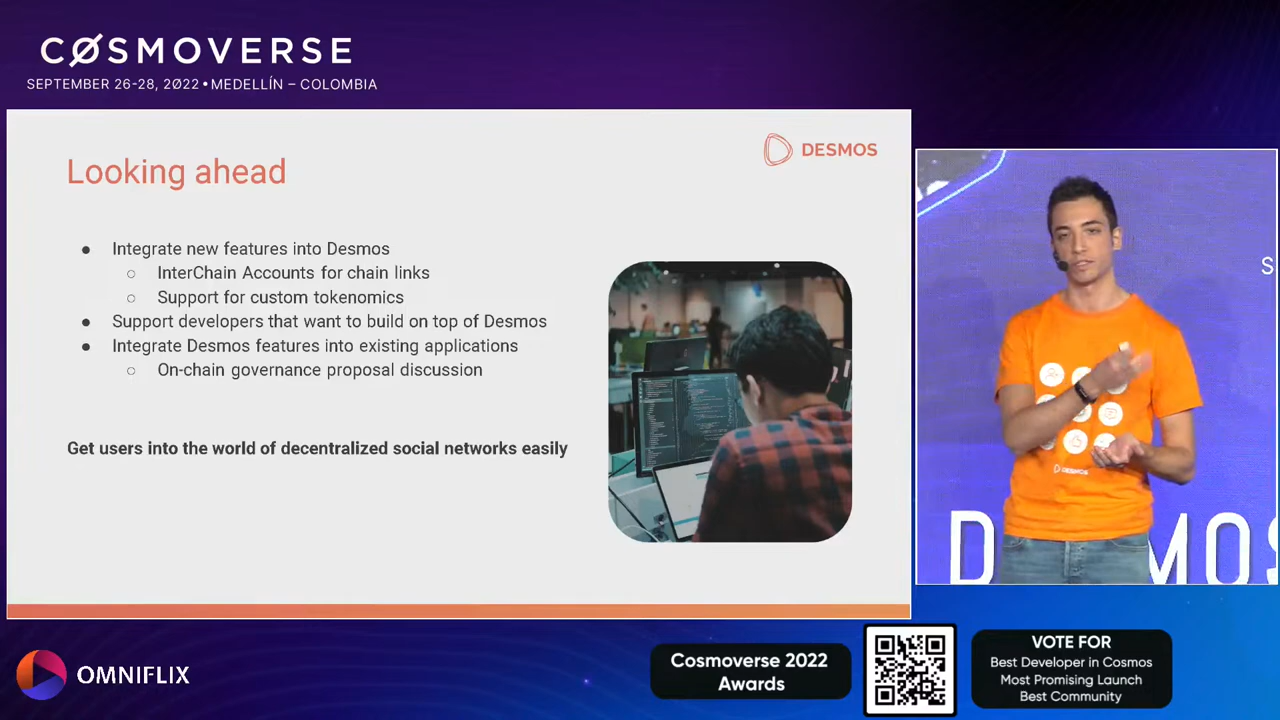 CØSMOVERSE
SEPTEMBER 26-28, 2022 • MEDELLÍN – COLOMBIA
DESMOS
Looking ahead
● Integrate new features into Desmos
○ InterChain Accounts for chain links
○ Support for custom tokenomics
● Support developers that want to build on top of Desmos
● Integrate Desmos features into existing applications
○ On-chain governance proposal discussion
Get users into the world of decentralized social networks easily
S
DESMOS
D MOS
OMNIFLIX
Cosmoverse 2022
Awards
VOTE FOR
Best Developer in Cosmos
Most Promising Launch
Best Community